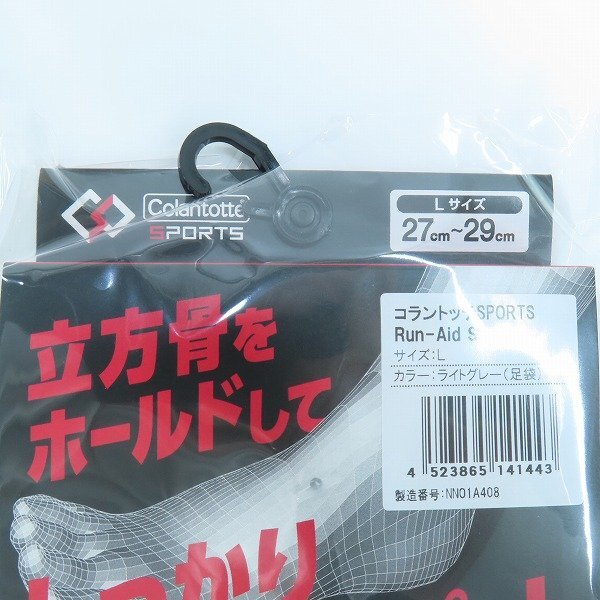 Colantotte
SPORTS
Lサイズ
27cm~29cm
立方骨を
ホールドして
コラントッテSPORTS
Run-Aid S
サイズ:L
カラー:ライトグレー(足袋)
4 523865 141443
製造番号:NN01A408